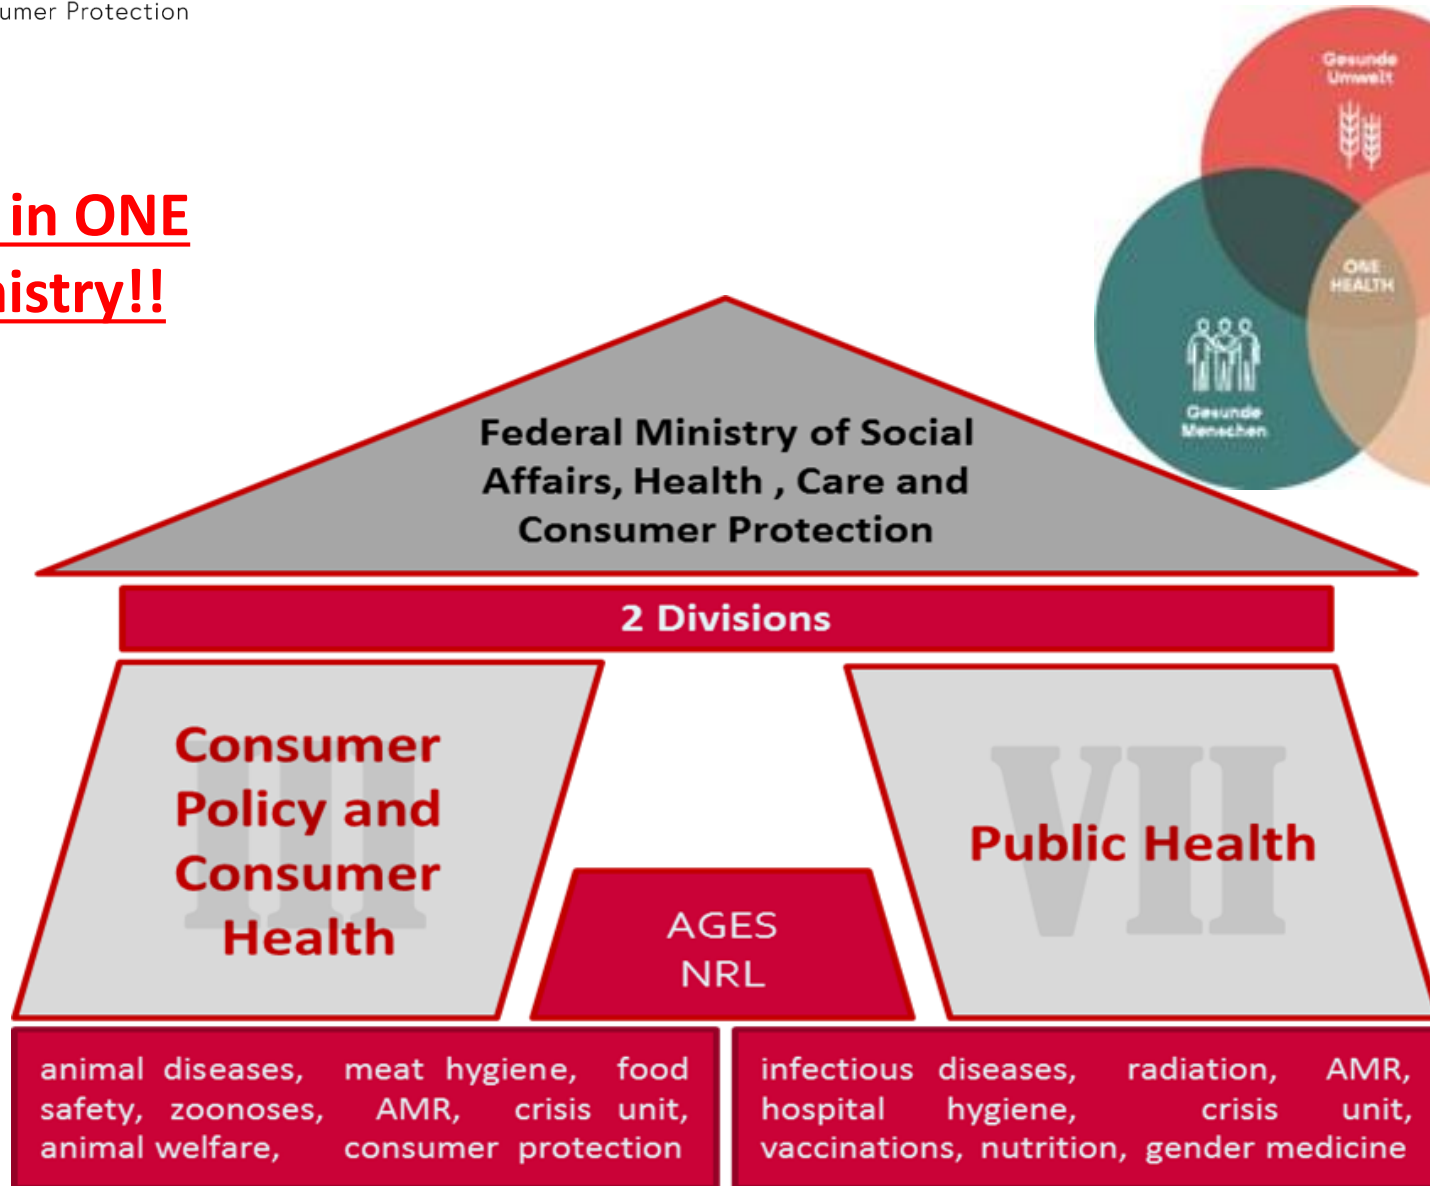 umer Protection
in ONE
nistry!!
Gesunde
Umwelt
ONE
HEALTH
Gesunde
Menschen
Federal Ministry of Social
Affairs, Health , Care and
Consumer Protection
2 Divisions
III
Consumer
Policy and
Consumer
Health
VII
Public Health
AGES
NRL
animal diseases, meat hygiene, food
safety, zoonoses, AMR, crisis unit,
animal welfare, consumer protection
infectious diseases, radiation, AMR,
hospital hygiene, crisis unit,
vaccinations, nutrition, gender medicine